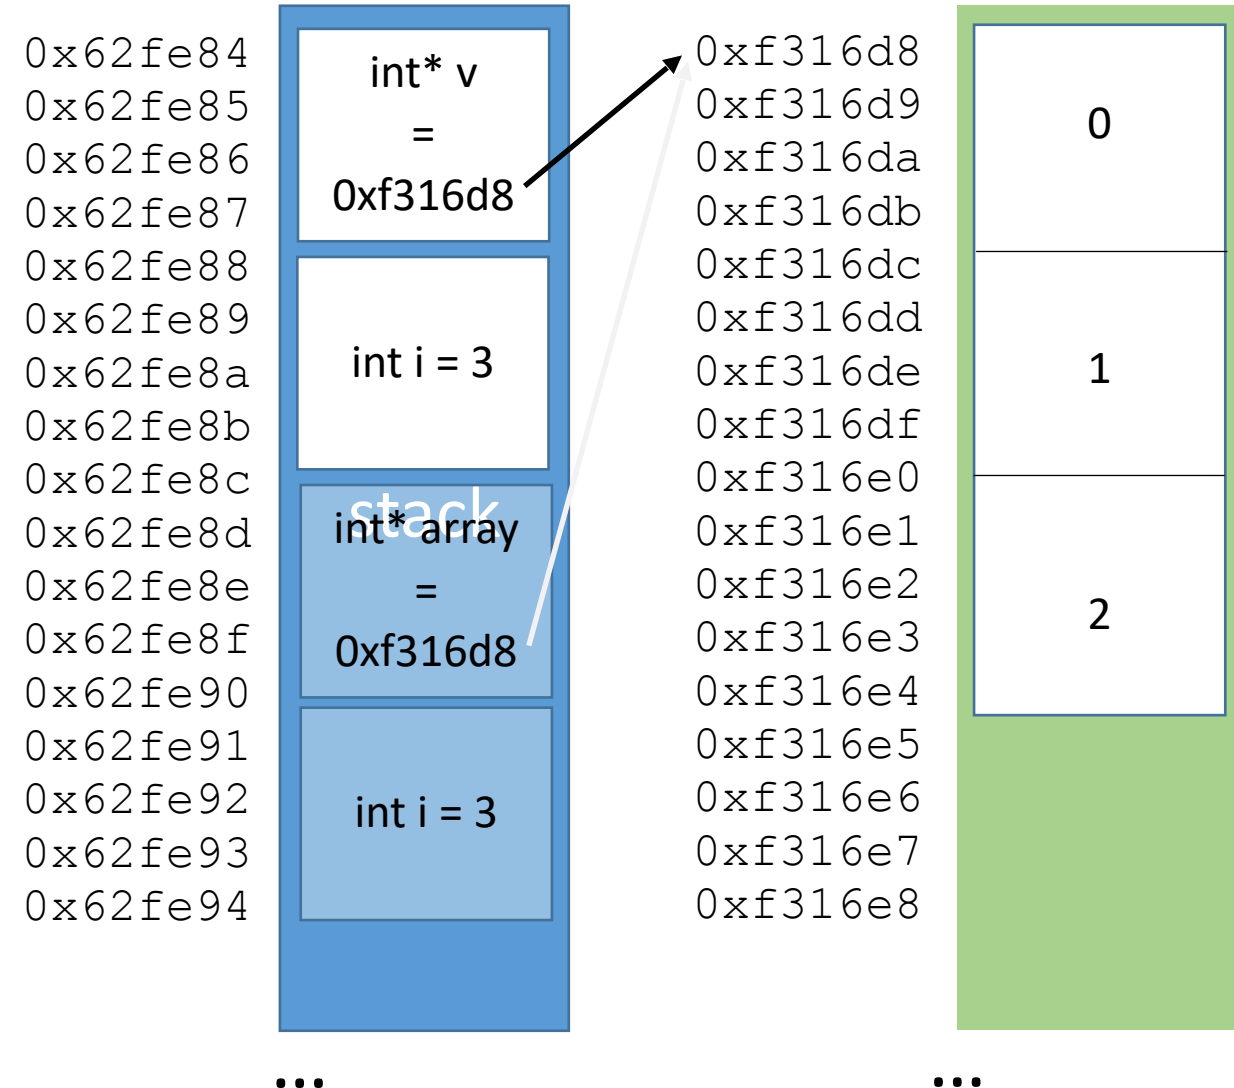 0x62fe84
0x62fe85
0x62fe86
0x62fe87
0x62fe88
0x62fe89
0x62fe8a
0x62fe8b
0x62fe8c
0x62fe8d
0x62fe8e
0x62fe8f
0x62fe90
0x62fe91
0x62fe92
0x62fe93
0x62fe94
int* v
=
0xf316d8
int i = 3
stack
int* array
=
0xf316d8
int i = 3
...
0xf316d8
0xf316d9
0xf316da
0xf316db
0xf316dc
0xf316dd
0xf316de
0xf316df
0xf316e0
0xf316e1
0xf316e2
0xf316e3
0xf316e4
0xf316e5
0xf316e6
0xf316e7
0xf316e8
0
1
2
...